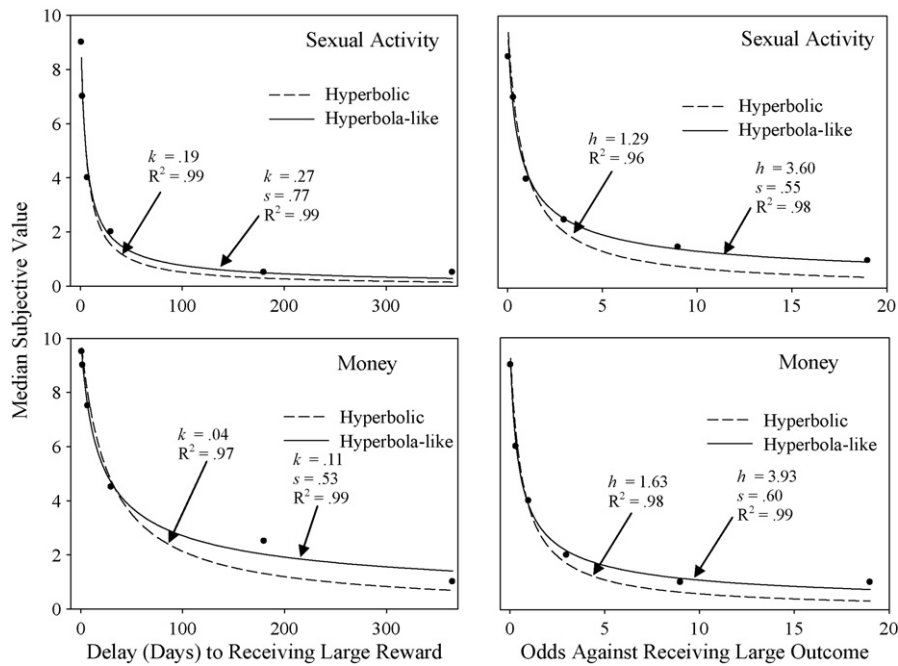 Median Subjective Value
10
8
6
4
2
0
Sexual Activity
Hyperbolic
Hyperbola-like
k = .19
R² = .99
k = .27
s = .77
R² = .99
0 100 200 300
Sexual Activity
Hyperbolic
Hyperbola-like
h = 1.29
R² = .96
h = 3.60
s = .55
R² = .98
0 5 10 15 20
10
8
6
4
2
0
Money
Hyperbolic
Hyperbola-like
k = .04
R² = .97
k = .11
s = .53
R² = .99
0 100 200 300
Delay (Days) to Receiving Large Reward
Money
Hyperbolic
Hyperbola-like
h = 1.63
R² = .98
h = 3.93
s = .60
R² = .99
0 5 10 15 20
Odds Against Receiving Large Outcome